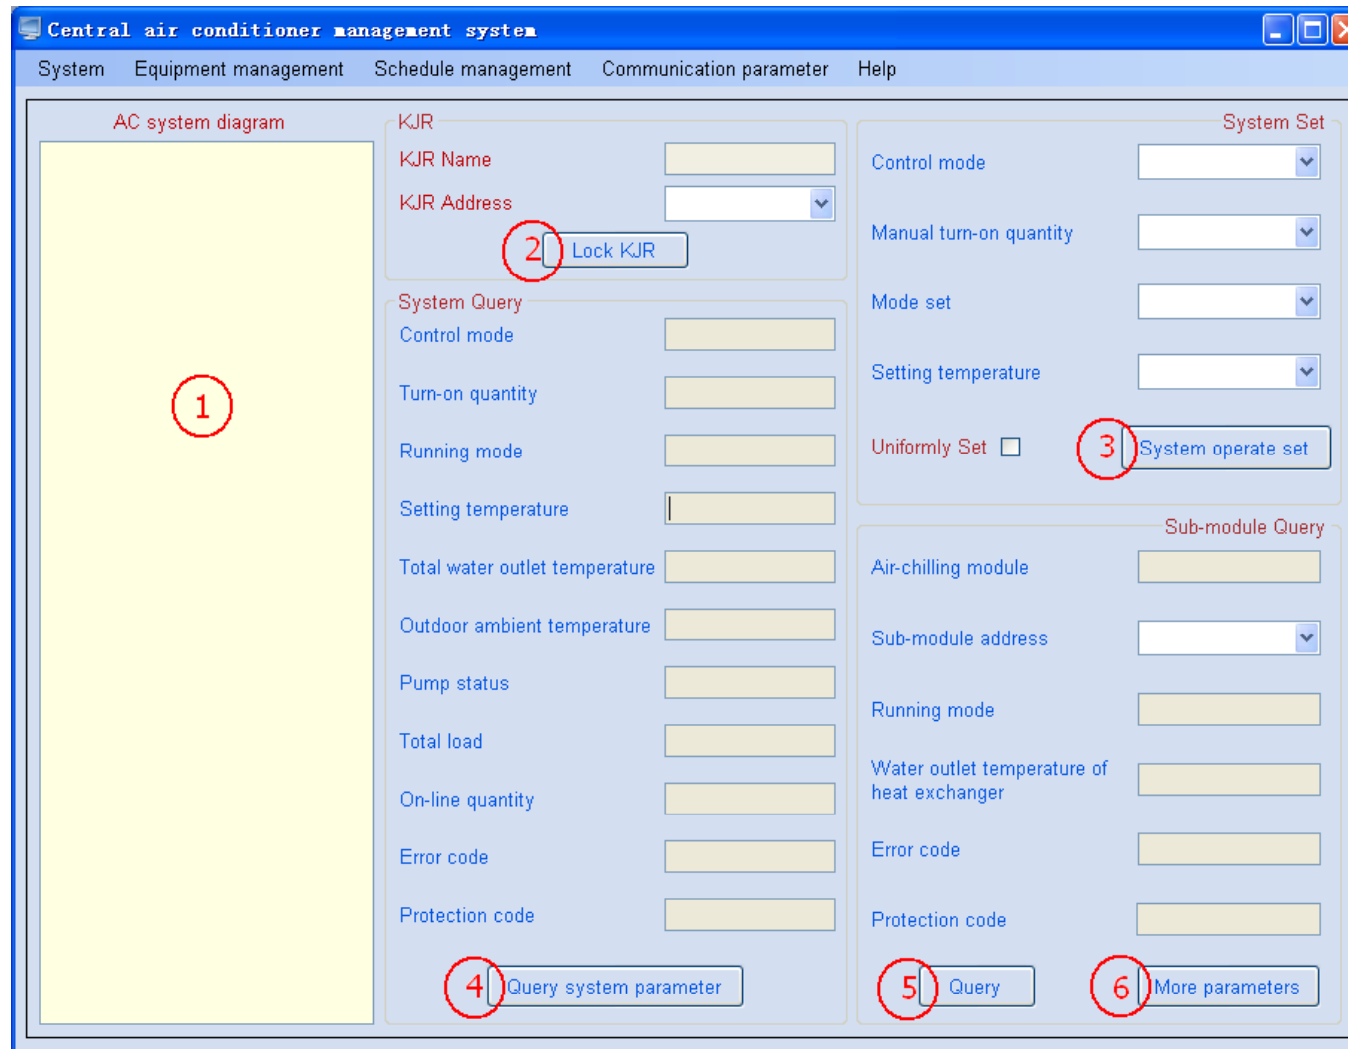 Central air conditioner management system
System Equipment management Schedule management Communication parameter Help
AC system diagram
1
KJR
KJR Name
KJR Address
2 Lock KJR
System Query
Control mode
Turn-on quantity
Running mode
Setting temperature
Total water outlet temperature
Outdoor ambient temperature
Pump status
Total load
On-line quantity
Error code
Protection code
4 Query system parameter
System Set
Control mode
Manual turn-on quantity
Mode set
Setting temperature
Uniformly Set 3 System operate set
Sub-module Query
Air-chilling module
Sub-module address
Running mode
Water outlet temperature of
heat exchanger
Error code
Protection code
5 Query 6 More parameters